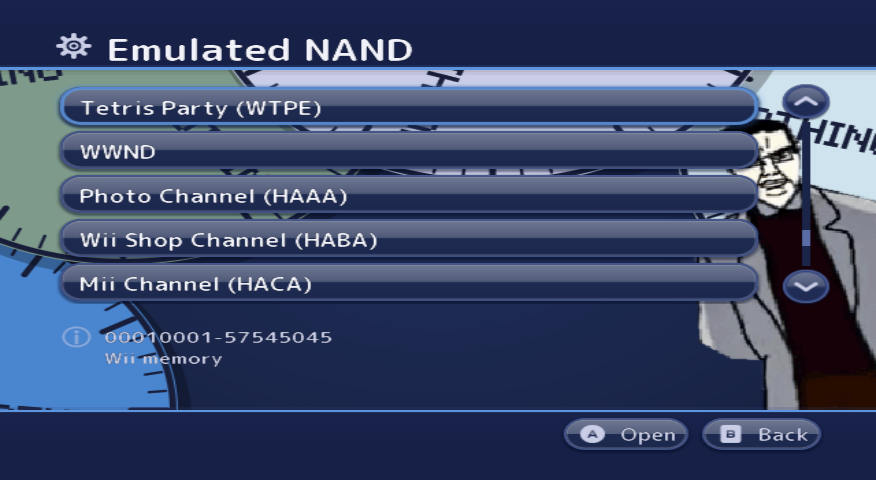 Emulated NAND
Tetris Party (WTPE)
WWND
Photo Channel (HAAA)
Wii Shop Channel (HABA)
Mii Channel (HACA)
00010001-57545045
Wii memory
A Open B Back